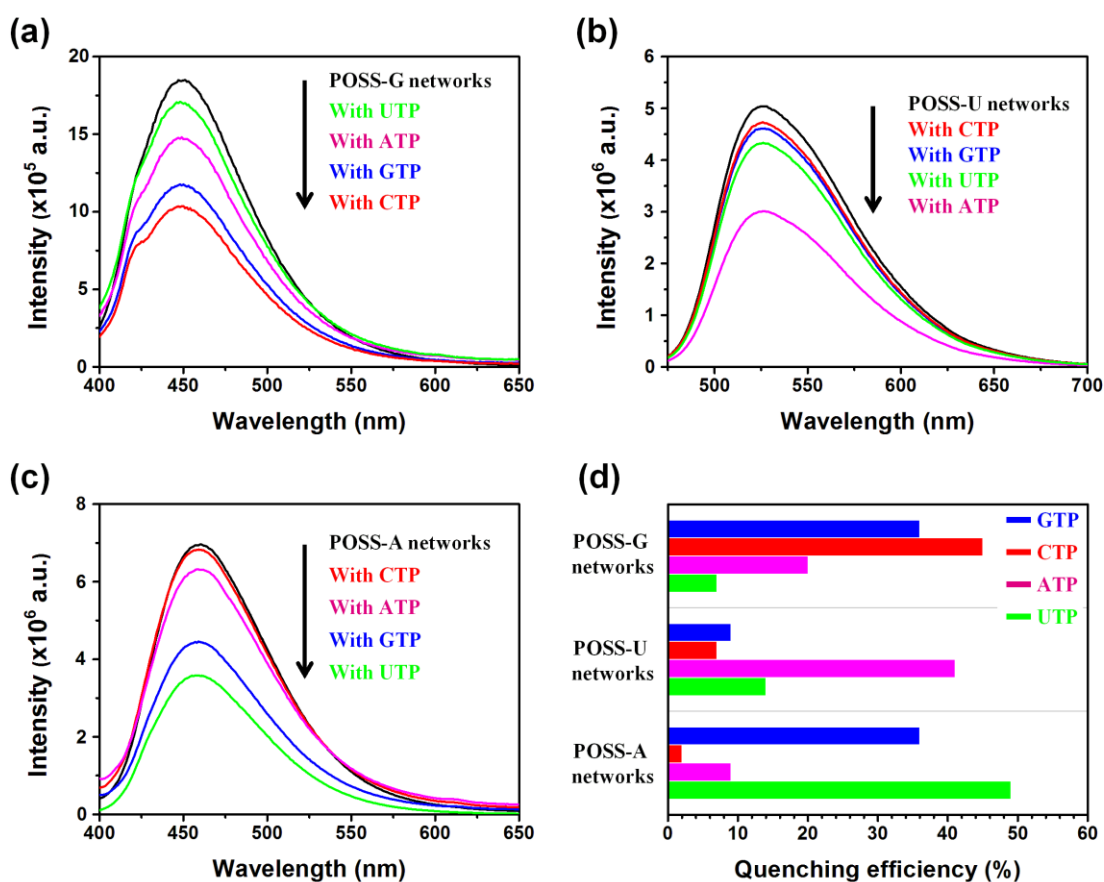 (a)
POSS-G networks
With UTP
With ATP
With GTP
With CTP
20
15
10
5
0
400 450 500 550 600 650
Intensity (x10⁵ a.u.)
Wavelength (nm)
(b)
POSS-U networks
With CTP
With GTP
With UTP
With ATP
6
5
4
3
2
1
0
500 550 600 650 700
Intensity (x10⁶ a.u.)
Wavelength (nm)
(c)
POSS-A networks
With CTP
With ATP
With GTP
With UTP
8
6
4
2
0
400 450 500 550 600 650
Intensity (x10⁶ a.u.)
Wavelength (nm)
(d)
GTP
CTP
ATP
UTP
POSS-G
networks
POSS-U
networks
POSS-A
networks
0 10 20 30 40 50 60
Quenching efficiency (%)